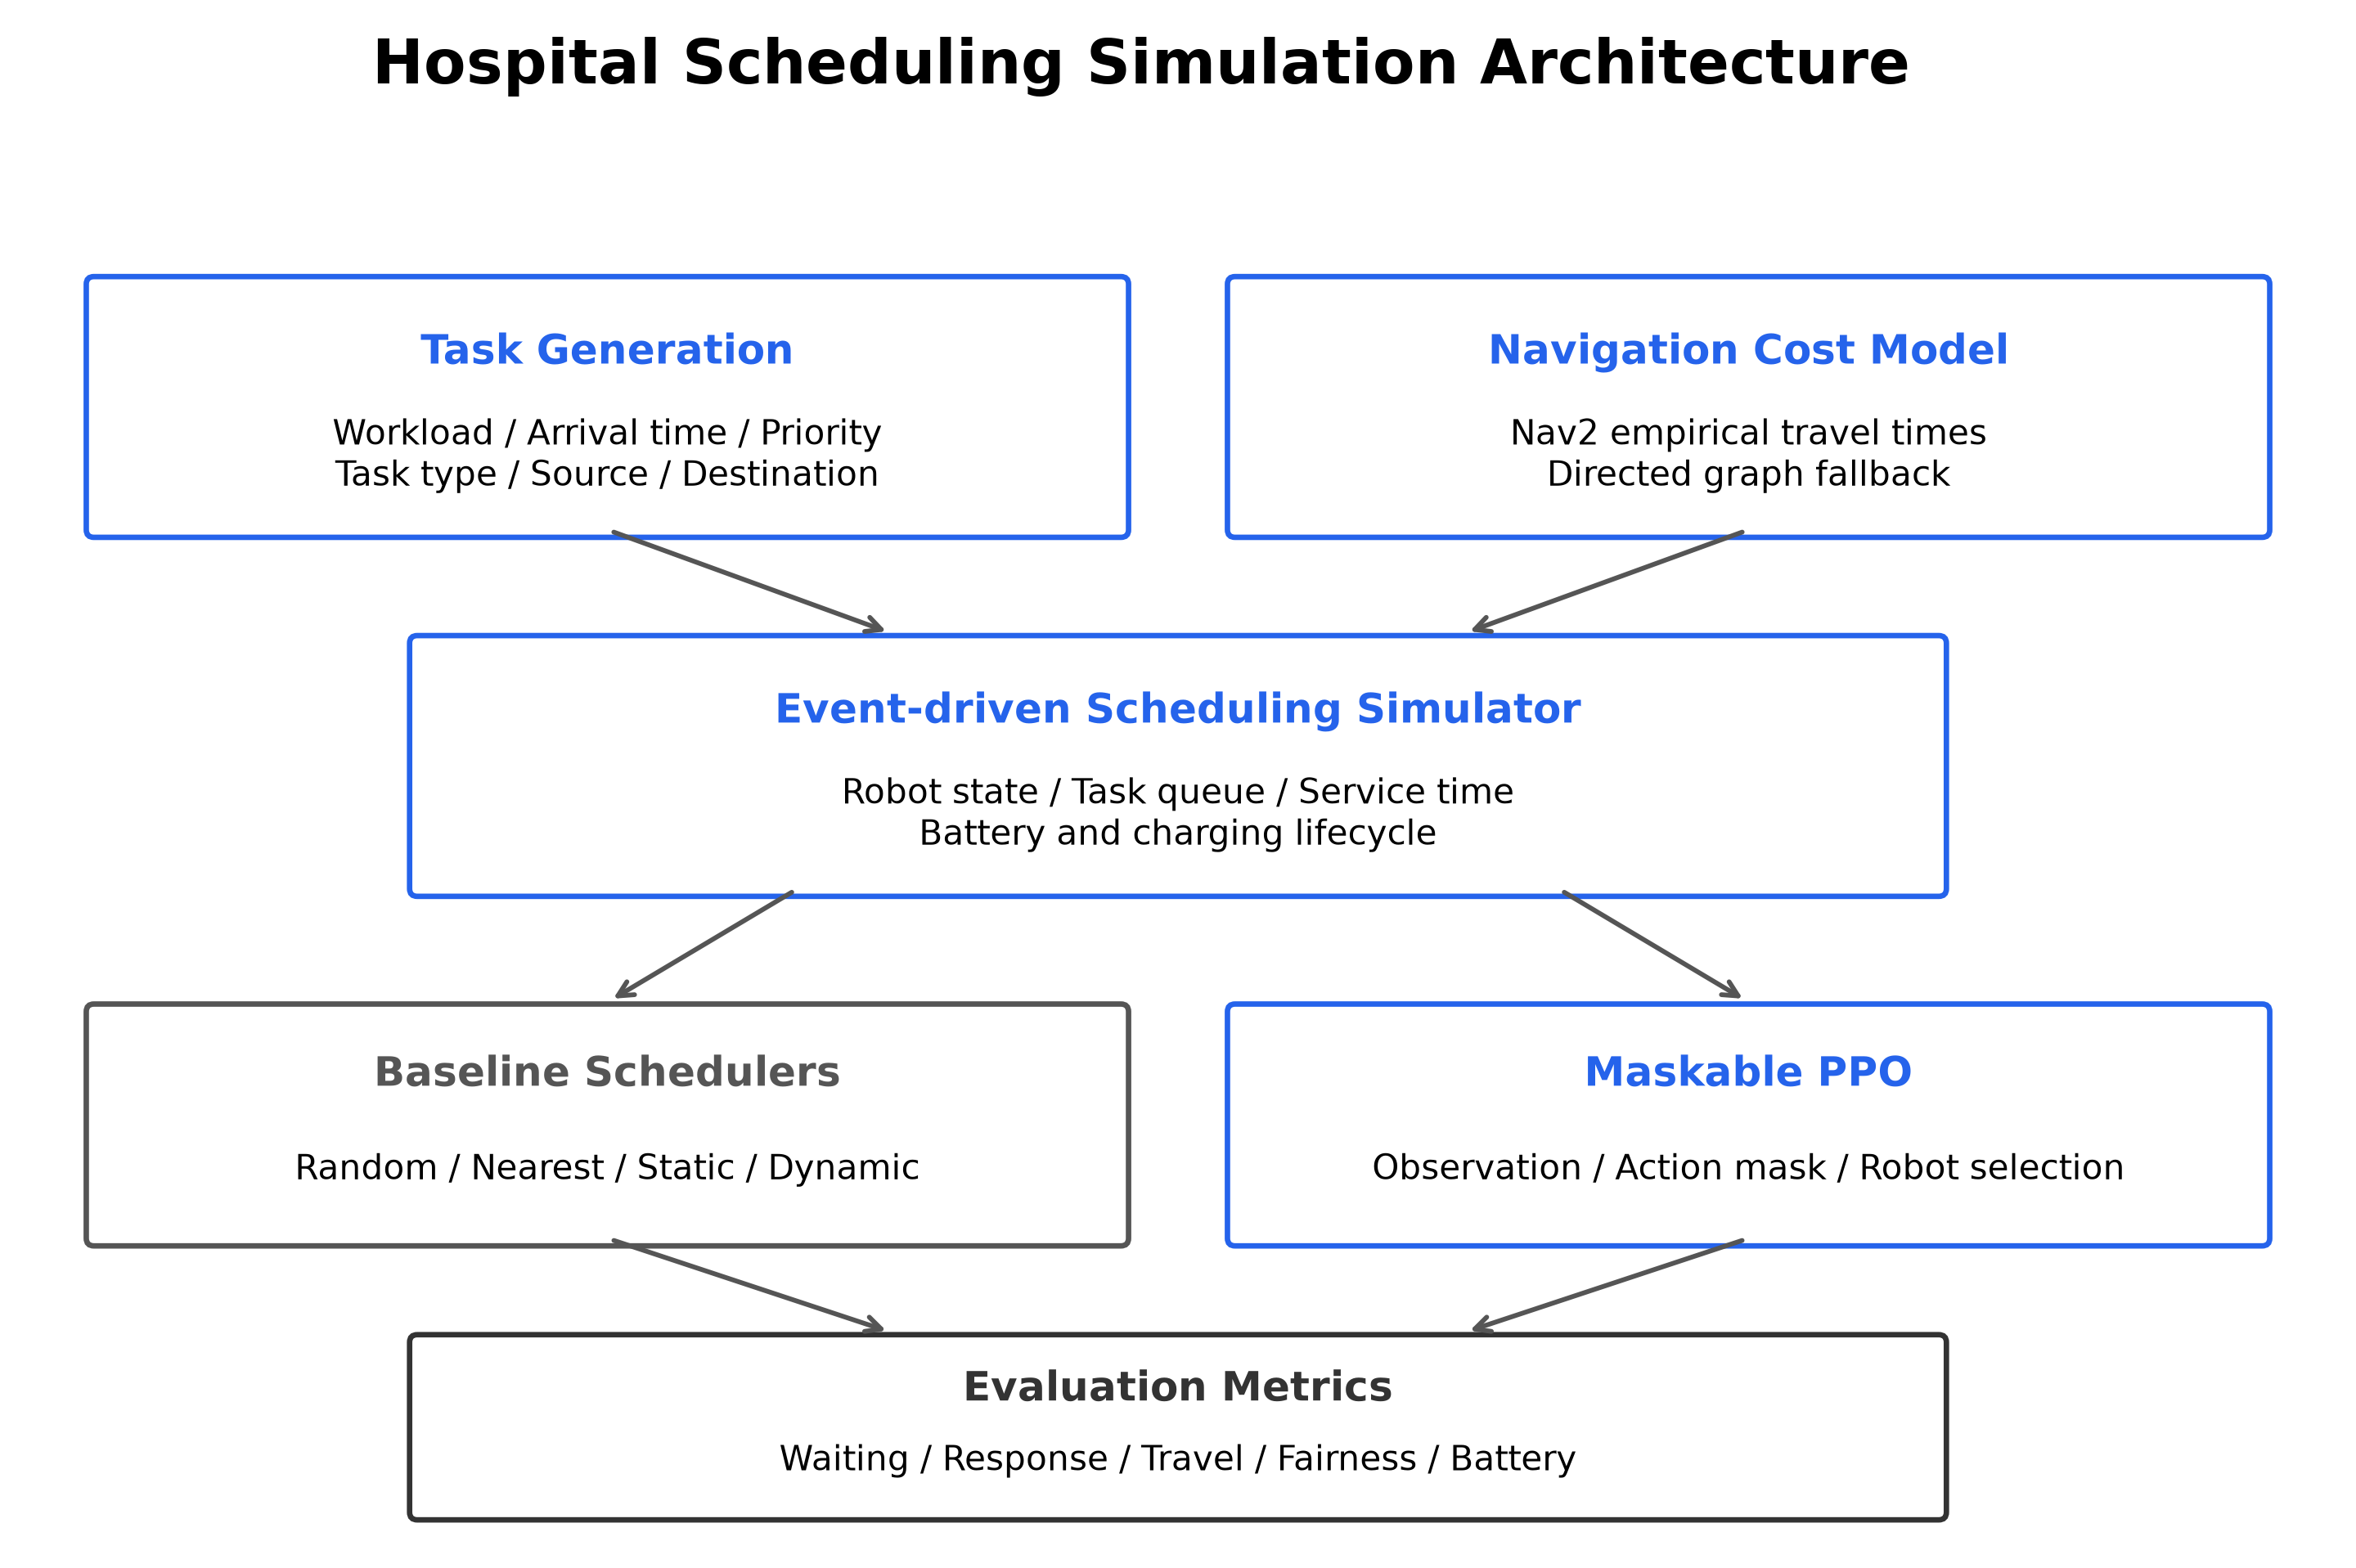 Hospital Scheduling Simulation Architecture
Task Generation
Workload / Arrival time / Priority
Task type / Source / Destination
Navigation Cost Model
Nav2 empirical travel times
Directed graph fallback
Event-driven Scheduling Simulator
Robot state / Task queue / Service time
Battery and charging lifecycle
Baseline Schedulers
Random / Nearest / Static / Dynamic
Maskable PPO
Observation / Action mask / Robot selection
Evaluation Metrics
Waiting / Response / Travel / Fairness / Battery